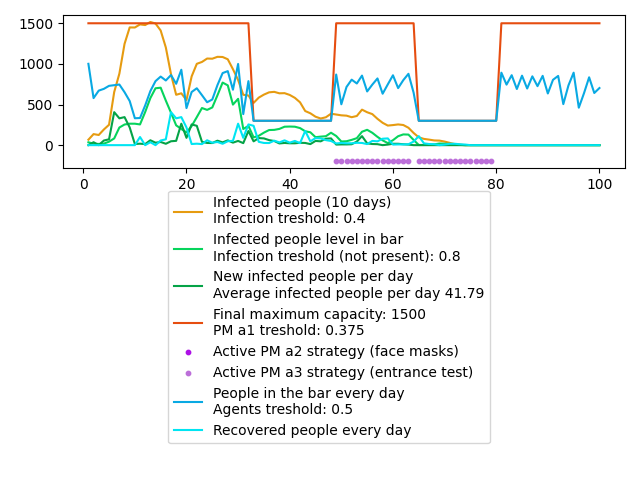 1500
1000
500
0
0 20 40 60 80 100
Infected people (10 days)
Infection treshold: 0.4
Infected people level in bar
Infection treshold (not present): 0.8
New infected people per day
Average infected people per day 41.79
Final maximum capacity: 1500
PM a1 treshold: 0.375
Active PM a2 strategy (face masks)
Active PM a3 strategy (entrance test)
People in the bar every day
Agents treshold: 0.5
Recovered people every day